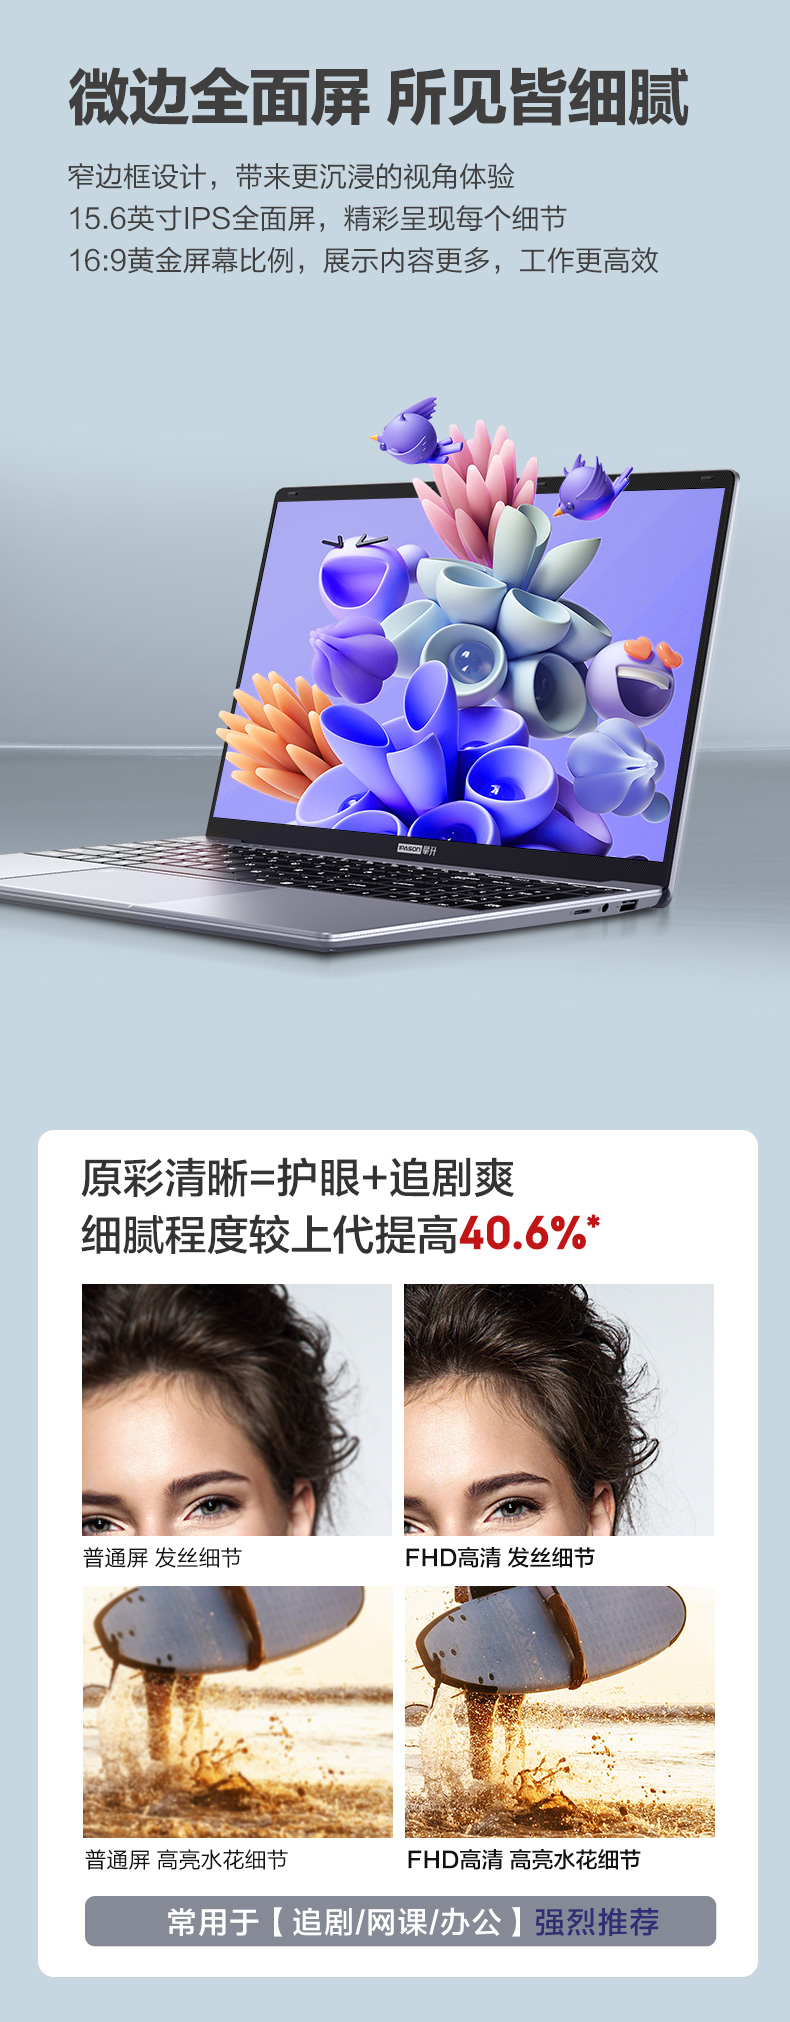 微边全面屏 所见皆细腻
窄边框设计，带来更沉浸的视角体验
15.6英寸IPS全面屏，精彩呈现每个细节
16:9黄金屏幕比例，展示内容更多，工作更高效
IPASON 攀升
原彩清晰=护眼+追剧爽
细腻程度较上代提高40.6%*
普通屏 发丝细节
FHD高清 发丝细节
普通屏 高亮水花细节
FHD高清 高亮水花细节
常用于【追剧/网课/办公】强烈推荐